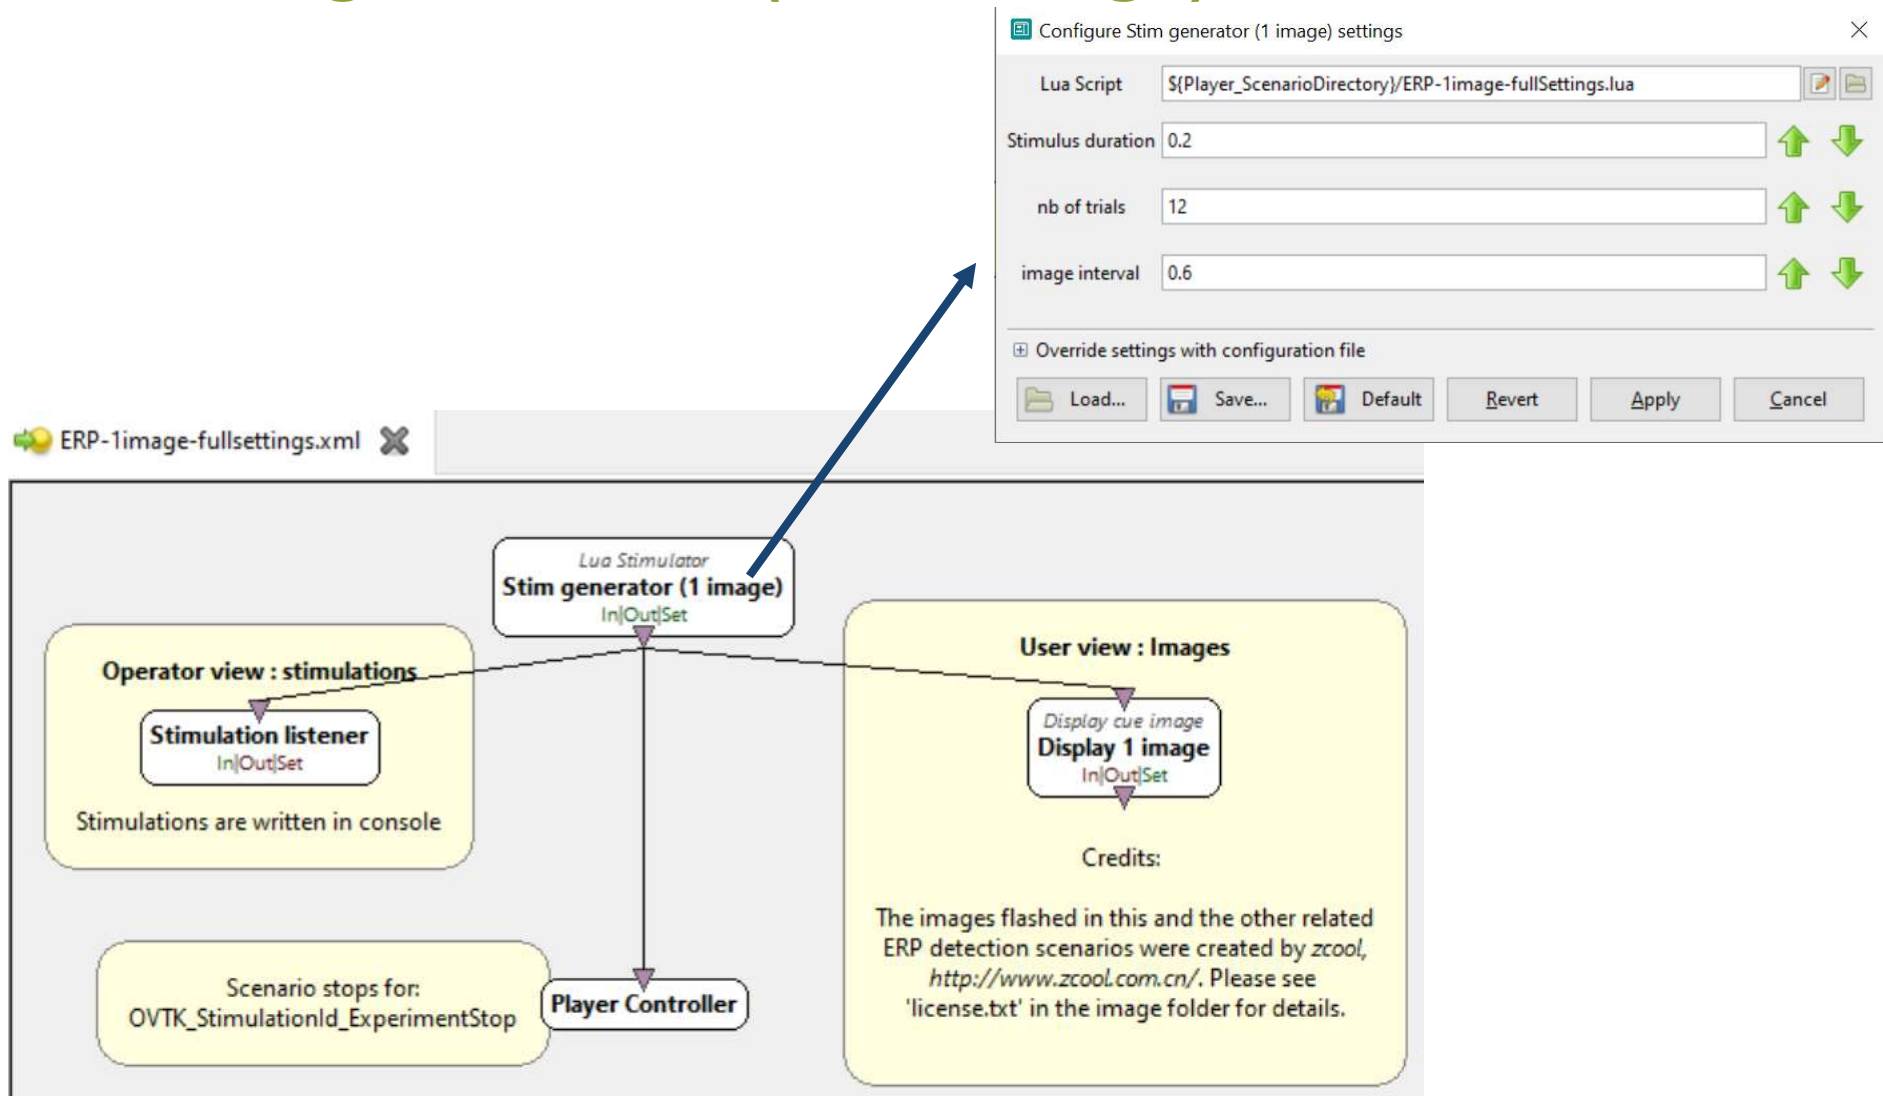 Configure Stim generator (1 image) settings
Lua Script ${Player_ScenarioDirectory}/ERP-1image-fullSettings.lua
Stimulus duration 0.2
nb of trials 12
image interval 0.6
Override settings with configuration file
Load... Save... Default Revert Apply Cancel
ERP-1image-fullsettings.xml
Lua Stimulator
Stim generator (1 image)
In|Out|Set
Operator view : stimulations
Stimulation listener
In|Out|Set
Stimulations are written in console
User view : Images
Display cue image
Display 1 image
In|Out|Set
Credits:
The images flashed in this and the other related
ERP detection scenarios were created by zcool,
http://www.zcool.com.cn/. Please see
'license.txt' in the image folder for details.
Scenario stops for:
OVTK_StimulationId_ExperimentStop
Player Controller